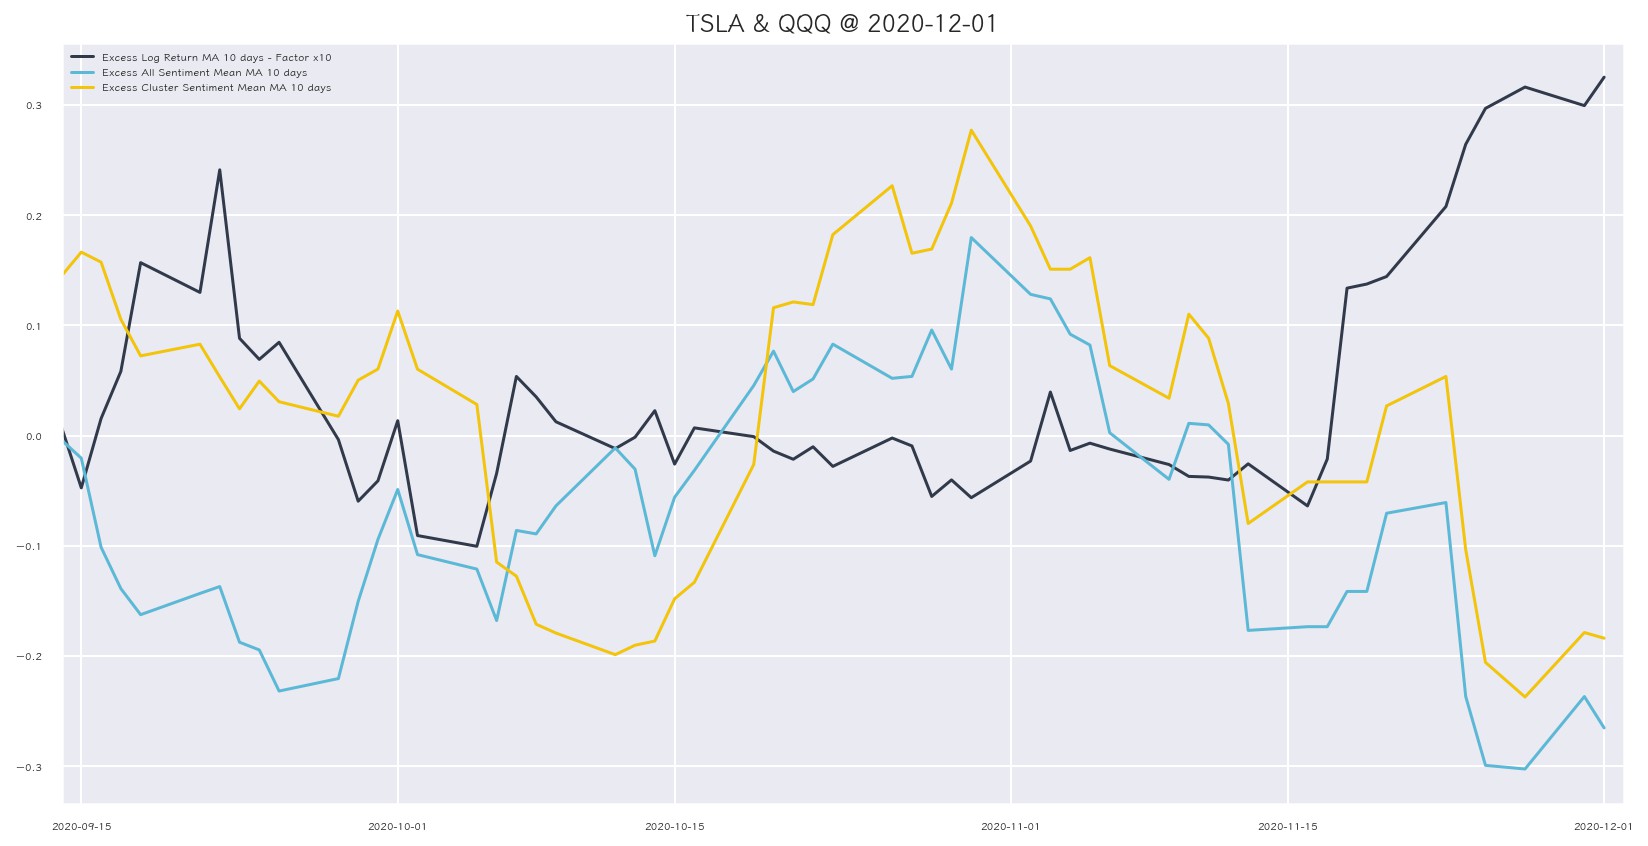 TSLA & QQQ @ 2020-12-01
Excess Log Return MA 10 days - Factor x10
Excess All Sentiment Mean MA 10 days
Excess Cluster Sentiment Mean MA 10 days
0.3
0.2
0.1
0.0
−0.1
−0.2
−0.3
2020-09-15 2020-10-01 2020-10-15 2020-11-01 2020-11-15 2020-12-01